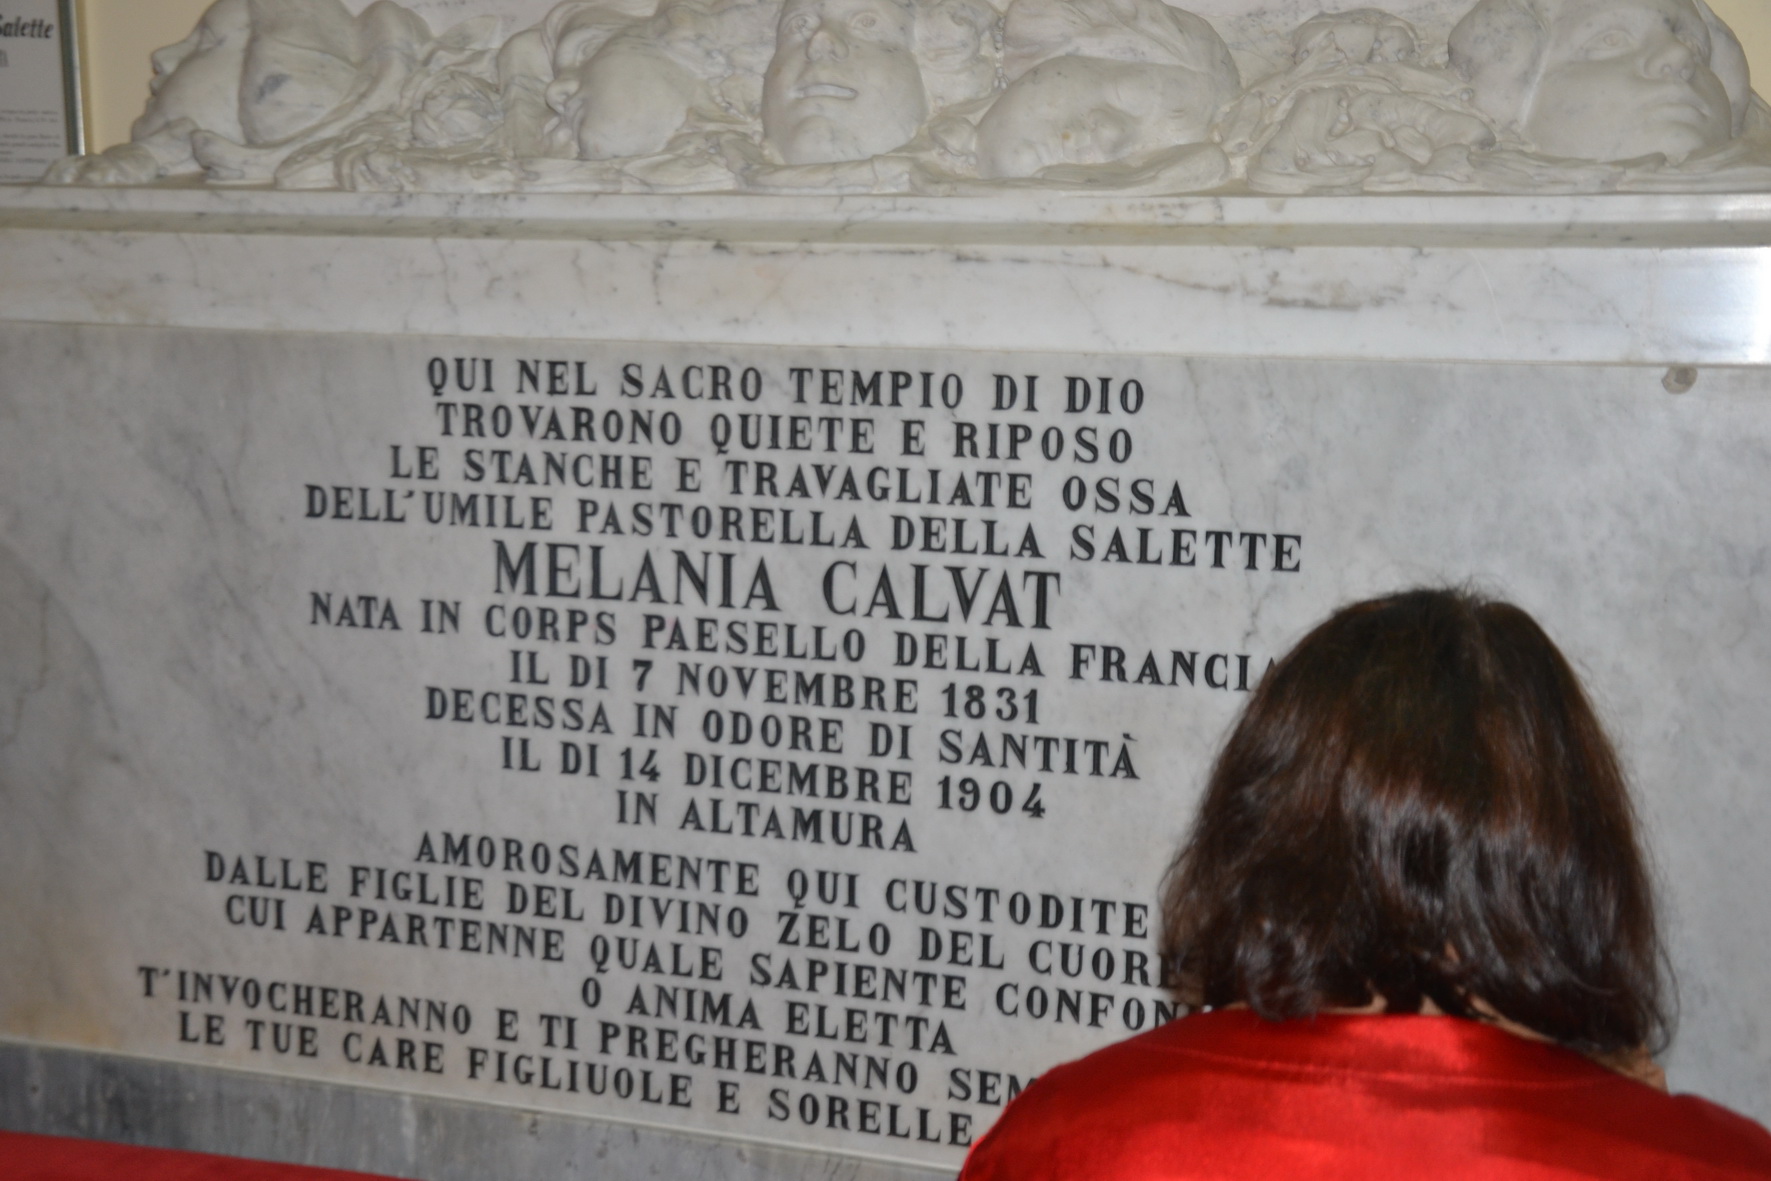 Salette
QUI NEL SACRO TEMPIO DI DIO
TROVARONO QUIETE E RIPOSO
LE STANCHE E TRAVAGLIATE OSSA
DELL'UMILE PASTORELLA DELLA SALETTE
MELANIA CALVAT
NATA IN CORPS PAESELLO DELLA FRANCIA
IL DI 7 NOVEMBRE 1831
DECESSA IN ODORE DI SANTITÀ
IL DI 14 DICEMBRE 1904
IN ALTAMURA
AMOROSAMENTE QUI CUSTODITE
DALLE FIGLIE DEL DIVINO ZELO DEL CUORE
CUI APPARTENNE QUALE SAPIENTE
O ANIMA ELETTA
T'INVOCHERANNO E TI PREGHERANNO
LE TUE CARE FIGLIUOLE E SORELLE